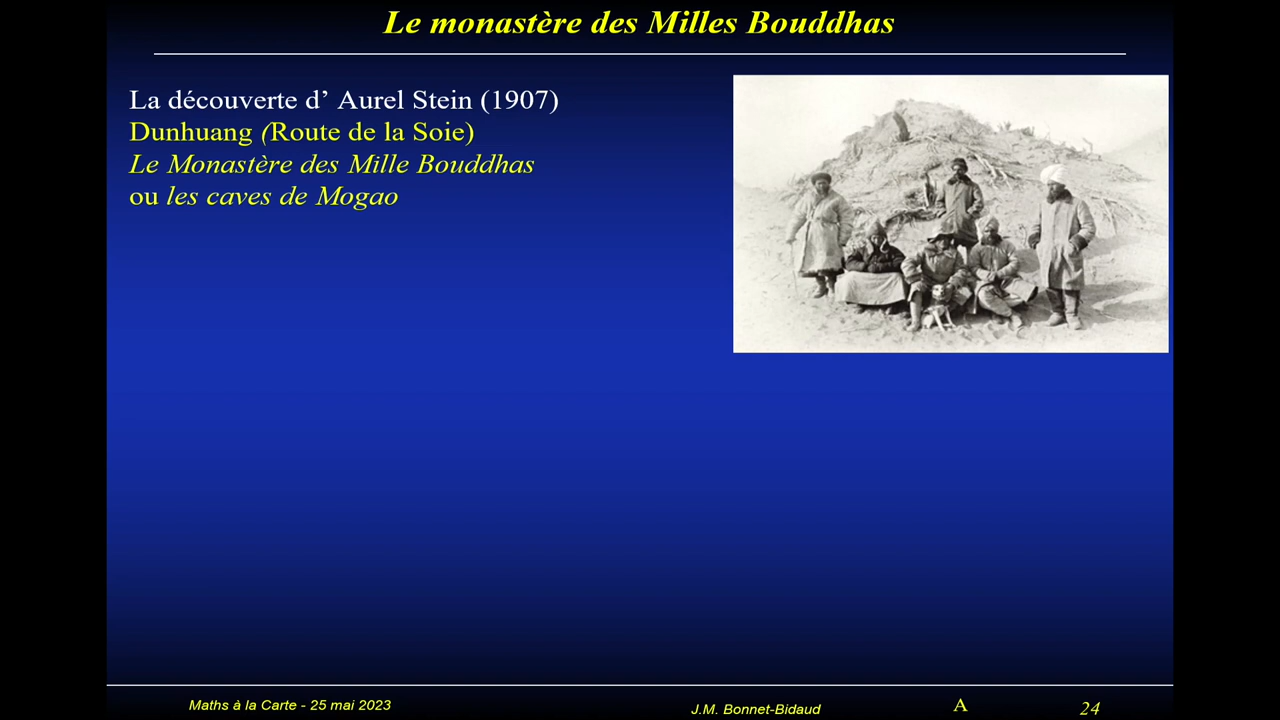 Le monastère des Milles Bouddhas
La découverte d’ Aurel Stein (1907)
Dunhuang (Route de la Soie)
Le Monastère des Mille Bouddhas
ou les caves de Mogao
Maths à la Carte - 25 mai 2023
J.M. Bonnet-Bidaud
A
24